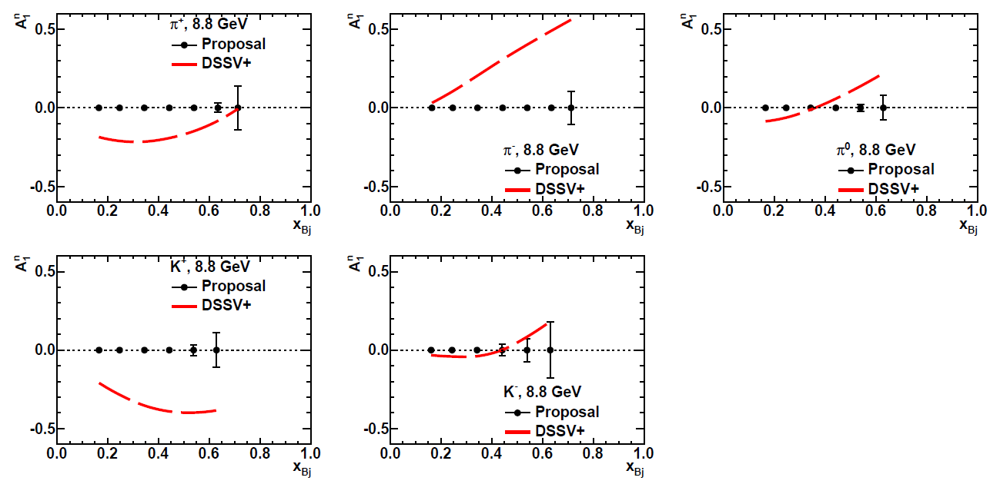 A₁ⁿ
0.5
0.0
-0.5
π⁺, 8.8 GeV
Proposal
DSSV+
0.0 0.2 0.4 0.6 0.8 1.0
x_Bj
A₁ⁿ
0.5
0.0
-0.5
π⁻, 8.8 GeV
Proposal
DSSV+
0.0 0.2 0.4 0.6 0.8 1.0
x_Bj
A₁ⁿ
0.5
0.0
-0.5
π⁰, 8.8 GeV
Proposal
DSSV+
0.0 0.2 0.4 0.6 0.8 1.0
x_Bj
A₁ⁿ
0.5
0.0
-0.5
K⁺, 8.8 GeV
Proposal
DSSV+
0.0 0.2 0.4 0.6 0.8 1.0
x_Bj
A₁ⁿ
0.5
0.0
-0.5
K⁻, 8.8 GeV
Proposal
DSSV+
0.0 0.2 0.4 0.6 0.8 1.0
x_Bj